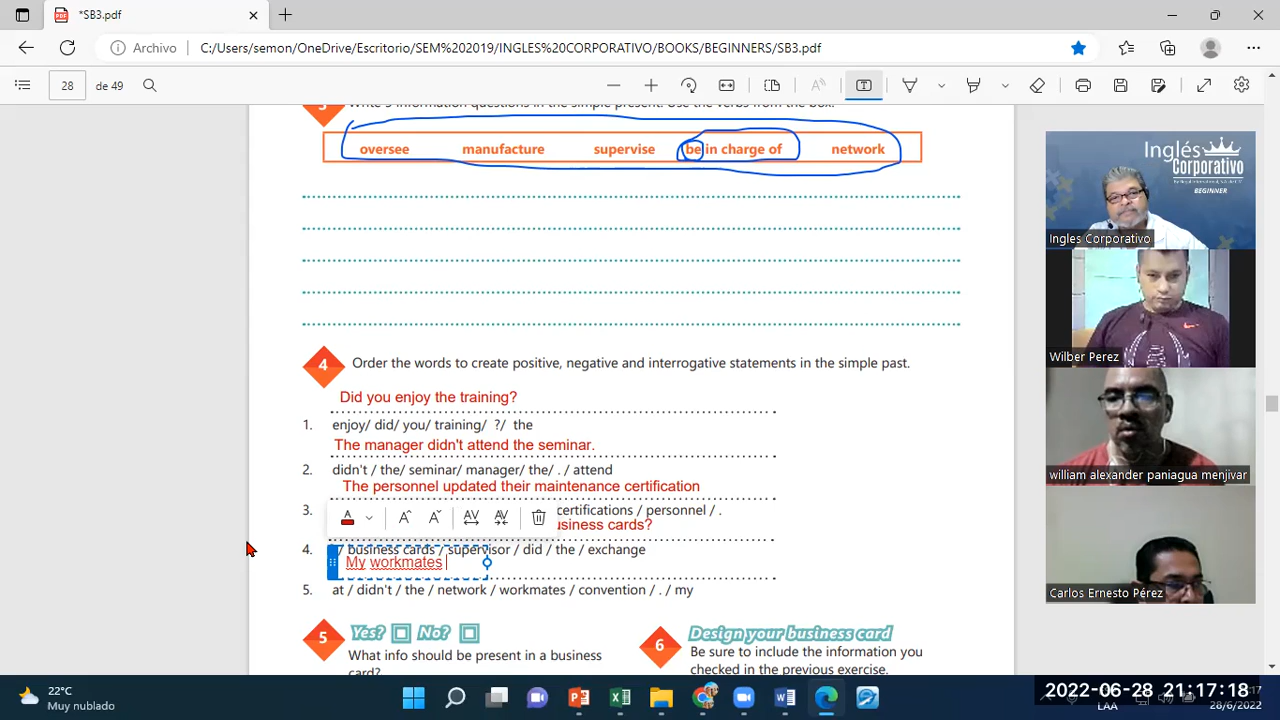 *SB3.pdf
Archivo
C:/Users/semon/OneDrive/Escritorio/SEM%202019/INGLES%20CORPORATIVO/BOOKS/BEGINNERS/SB3.pdf
28 de 49
oversee manufacture supervise be in charge of network
4 Order the words to create positive, negative and interrogative statements in the simple past.
Did you enjoy the training?
1. enjoy/ did/ you/ training/ ?/ the
The manager didn't attend the seminar.
2. didn't / the/ seminar/ manager/ the/ . / attend
The personnel updated their maintenance certification
3. certifications / personnel / .
usiness cards?
4. / business cards / supervisor / did / the / exchange
My workmates
5. at / didn't / the / network / workmates / convention / . / my
5 Yes? No?
What info should be present in a business
card?
6 Design your business card
Be sure to include the information you
checked in the previous exercise.
Inglés
Corporativo
BEGINNER
Ingles Corporativo
Wilber Perez
william alexander paniagua menjivar
Carlos Ernesto Pérez
22°C
Muy nublado
LAA
2022-06-28 21:17:18
28/6/2022